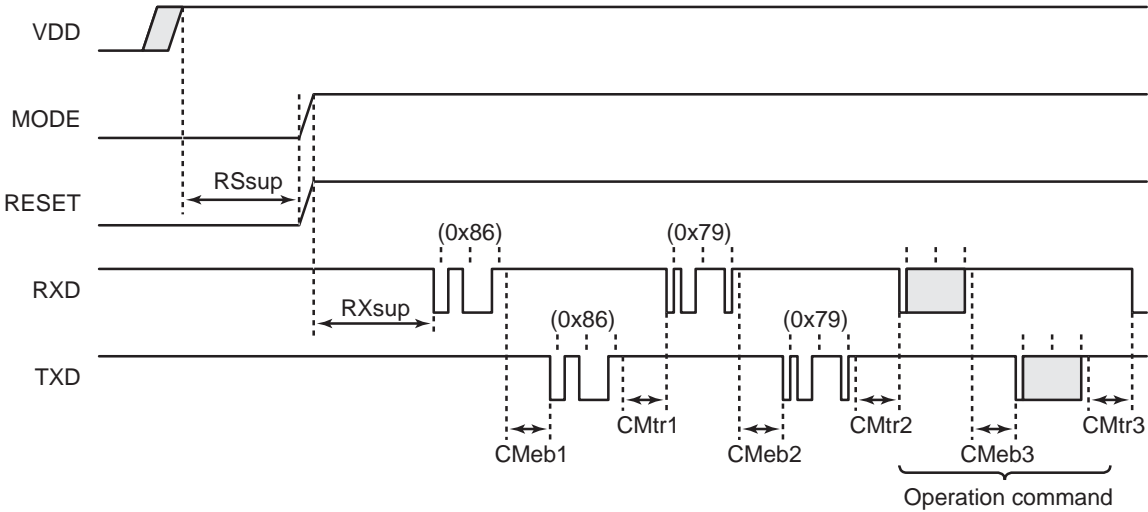 VDD
MODE
RSsup
RESET
(0x86)
(0x79)
RXD
RXsup
(0x86)
(0x79)
TXD
CMtr1
CMtr2
CMtr3
CMeb1
CMeb2
CMeb3
Operation command